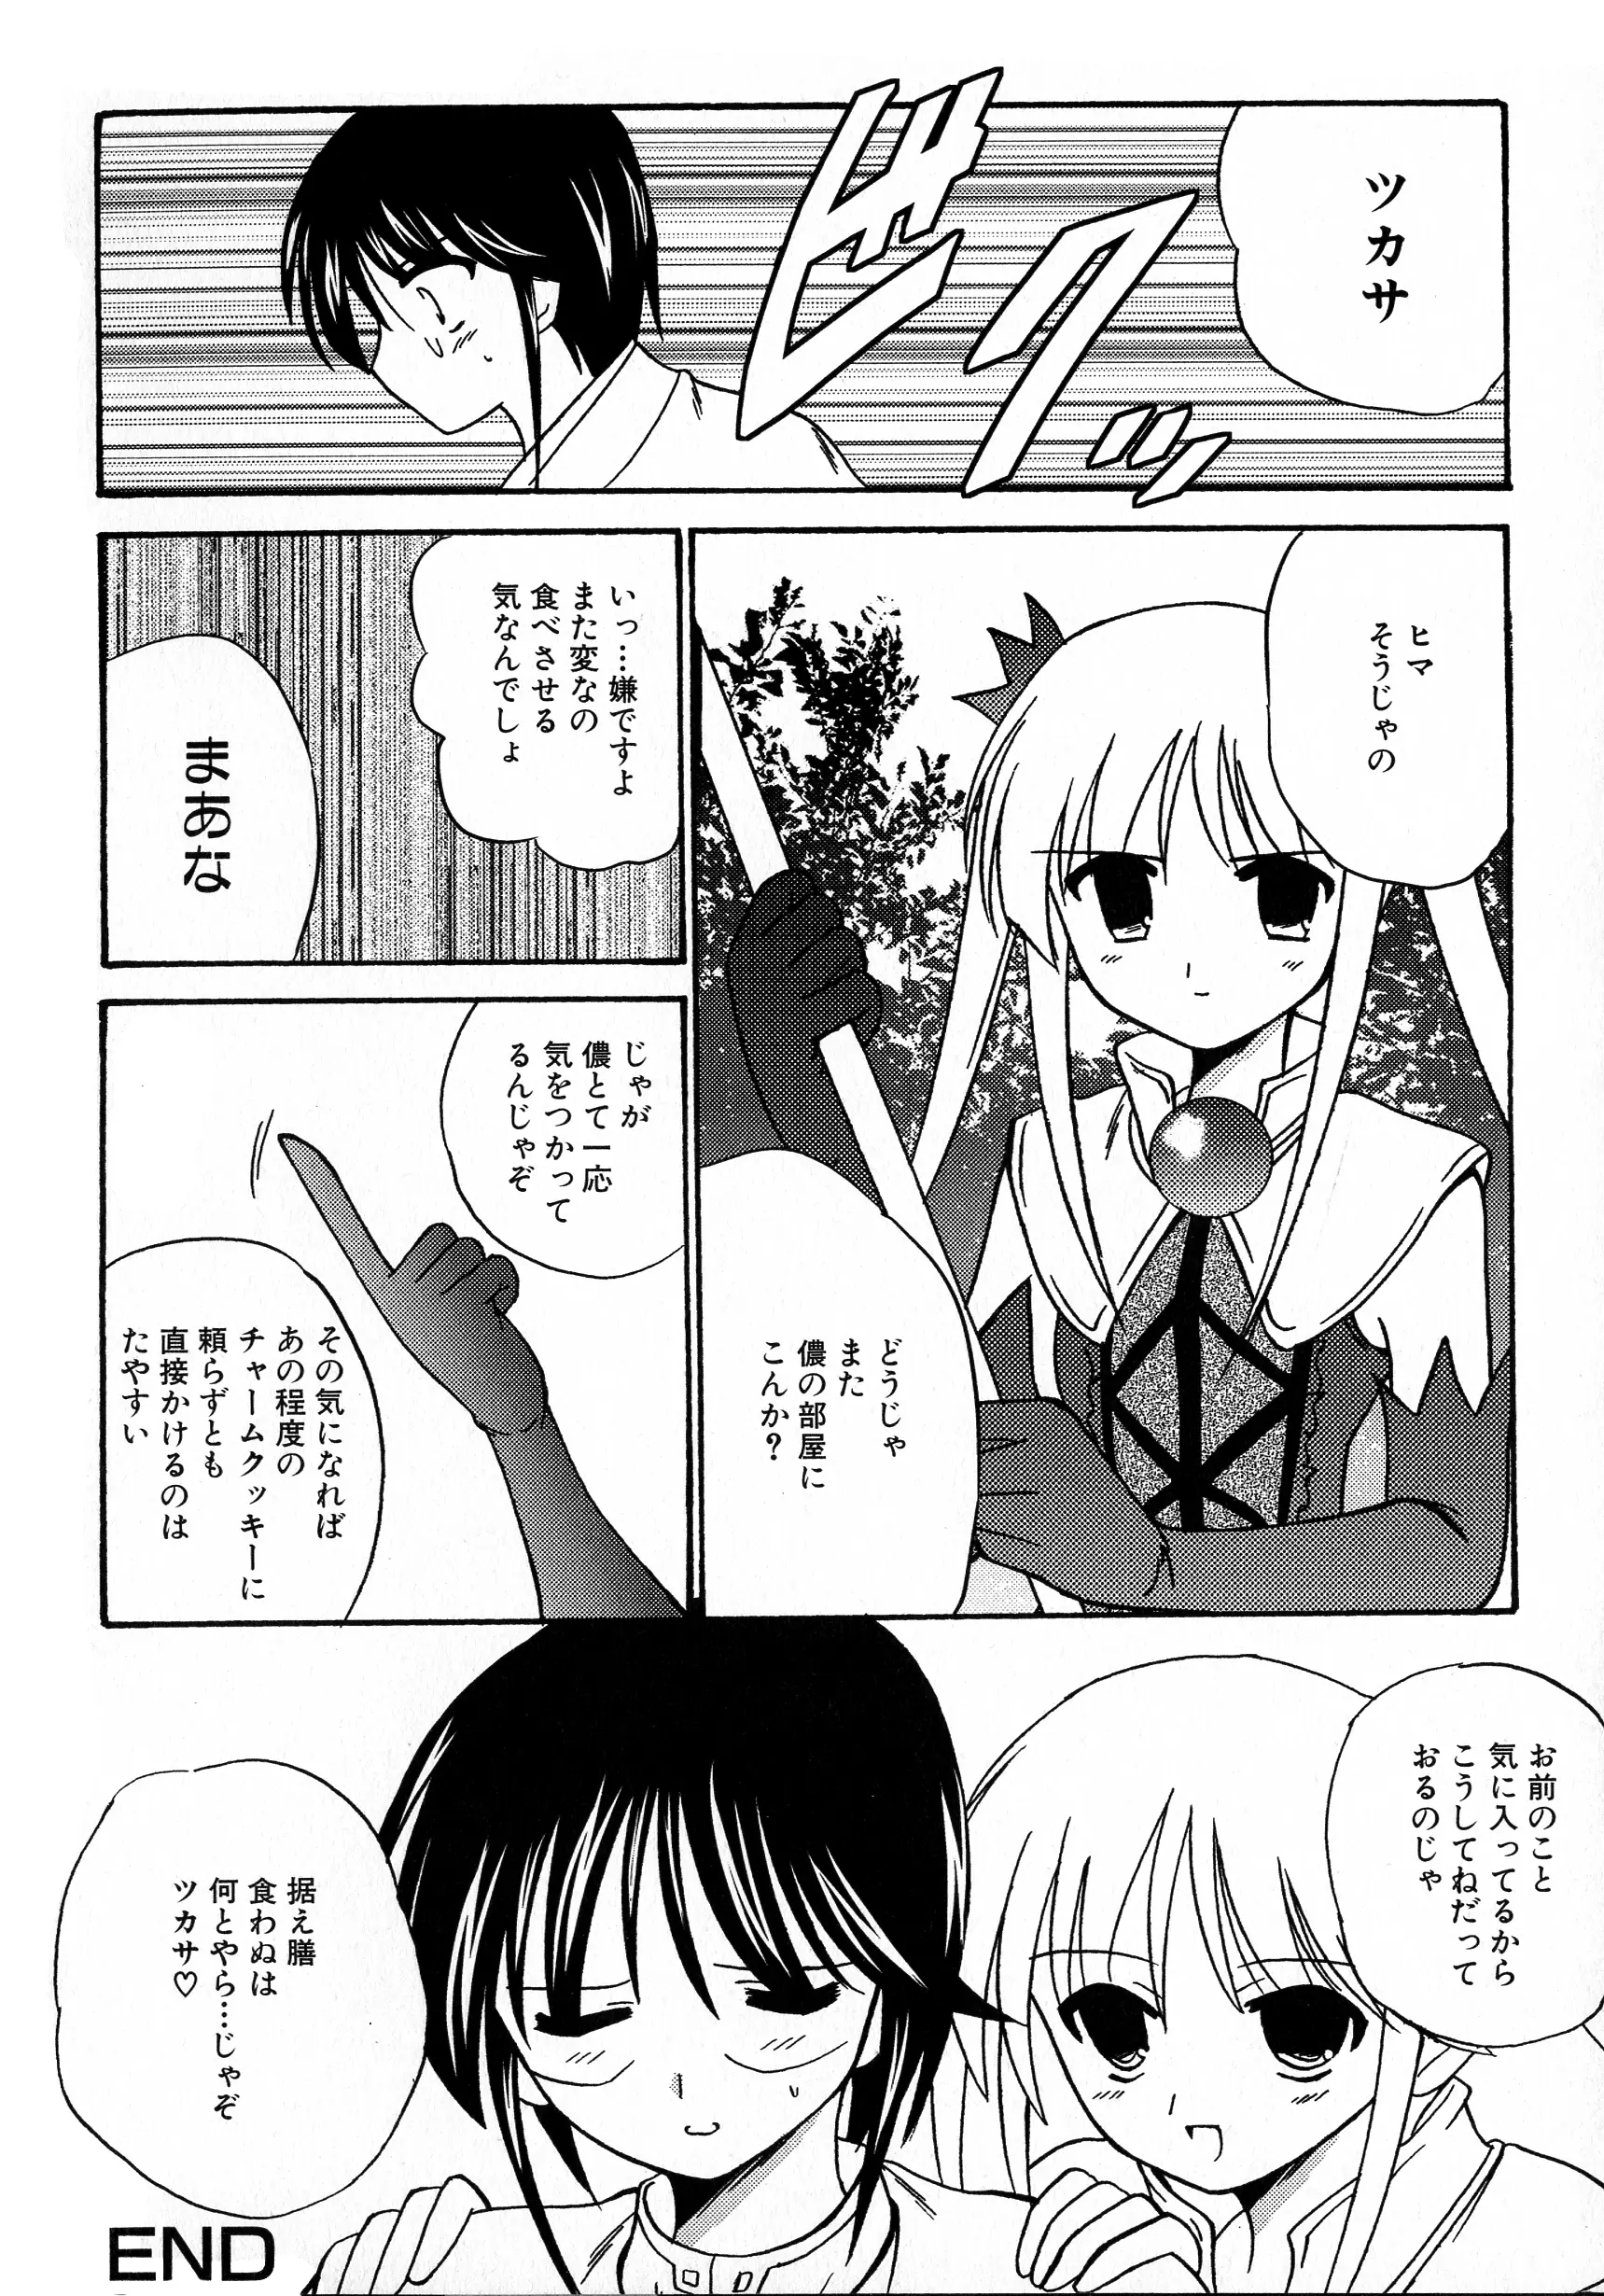 ツカサ
ビクッ
ヒマ
そうじゃの
どうじゃ
また
儂の部屋に
こんか?
いっ…嫌ですよ
また変なの
食べさせる
気なんでしょ
まあな
じゃが
儂とて一応
気をつかって
るんじゃぞ
その気になれば
あの程度の
チャームクッキーに
頼らずとも
直接かけるのは
たやすい
お前のこと
気に入ってるから
こうしてねだって
おるのじゃ
据え膳
食わぬは
何とやら…じゃぞ
ツカサ♡
END